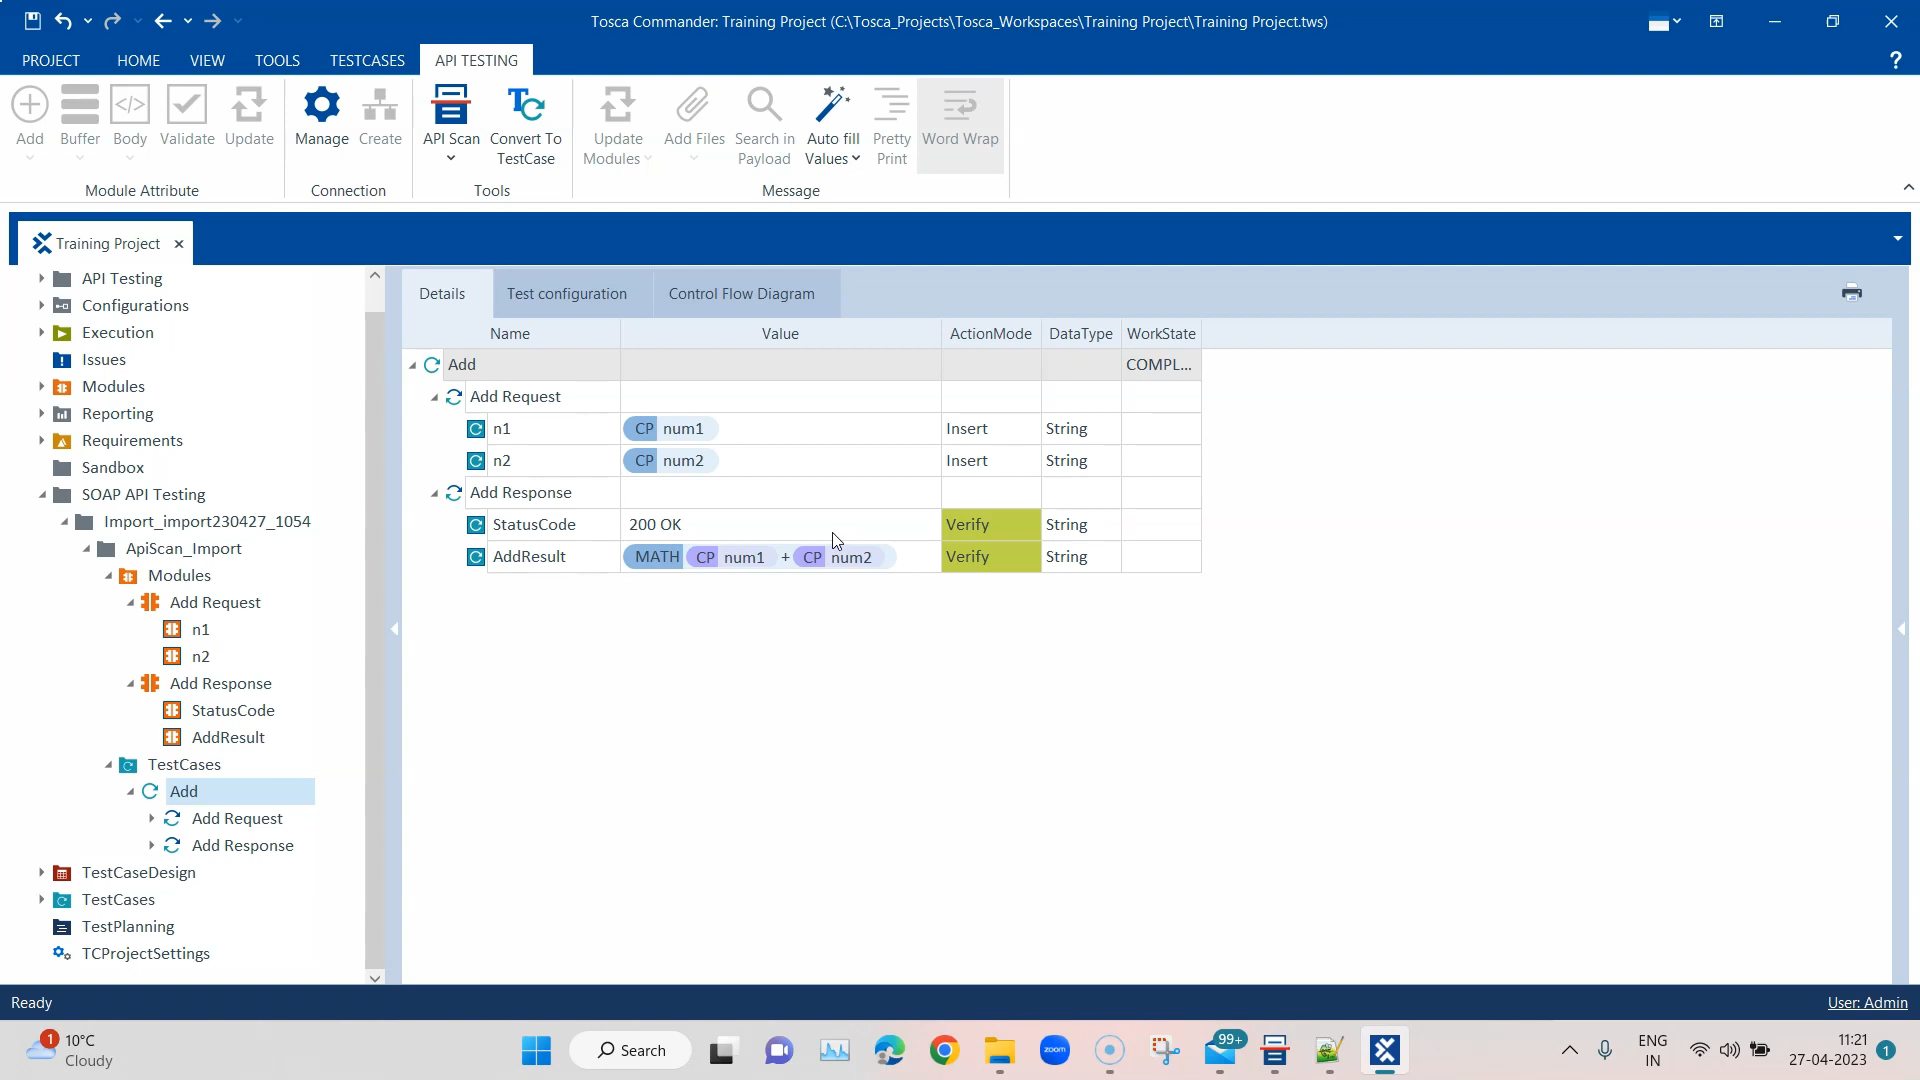 Tosca Commander: Training Project (C:\Tosca_Projects\Tosca_Workspaces\Training Project\Training Project.tws)
PROJECT HOME VIEW TOOLS TESTCASES API TESTING ?
Add Buffer Body Validate Update Manage Create API Scan Convert To TestCase Update Modules Add Files Search in Payload Auto fill Values Pretty Print Word Wrap
Module Attribute Connection Tools Message
Training Project
API Testing
Configurations
Execution
Issues
Modules
Reporting
Requirements
Sandbox
SOAP API Testing
Import_import230427_1054
ApiScan_Import
Modules
Add Request
n1
n2
Add Response
StatusCode
AddResult
TestCases
Add
Add Request
Add Response
TestCaseDesign
TestCases
TestPlanning
TCProjectSettings
Details Test configuration Control Flow Diagram
Name Value ActionMode DataType WorkState
Add COMPL...
Add Request
n1 CP num1 Insert String
n2 CP num2 Insert String
Add Response
StatusCode 200 OK Verify String
AddResult MATH CP num1 + CP num2 Verify String
Ready User: Admin
1 10°C
Cloudy
Search
zoom
99+
ENG
IN
11:21
27-04-2023
1